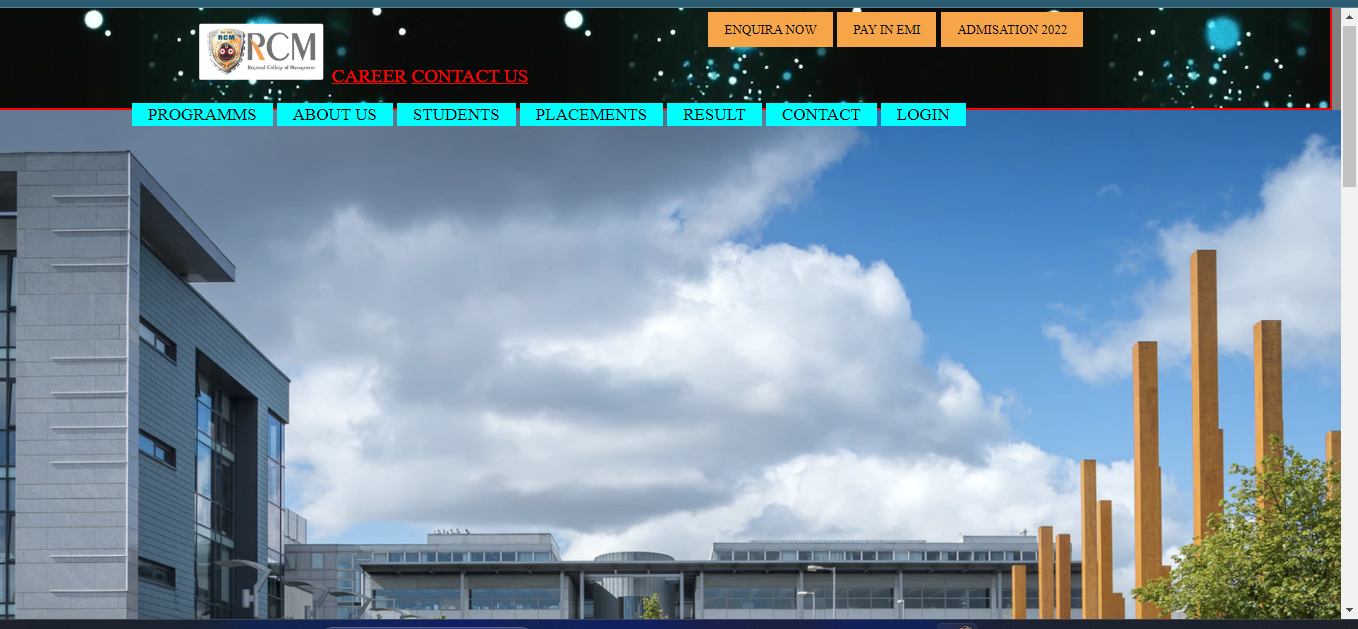 ENQUIRA NOW PAY IN EMI ADMISATION 2022
RCM
RCM
Regional College of Management
CAREER CONTACT US
PROGRAMMS ABOUT US STUDENTS PLACEMENTS RESULT CONTACT LOGIN